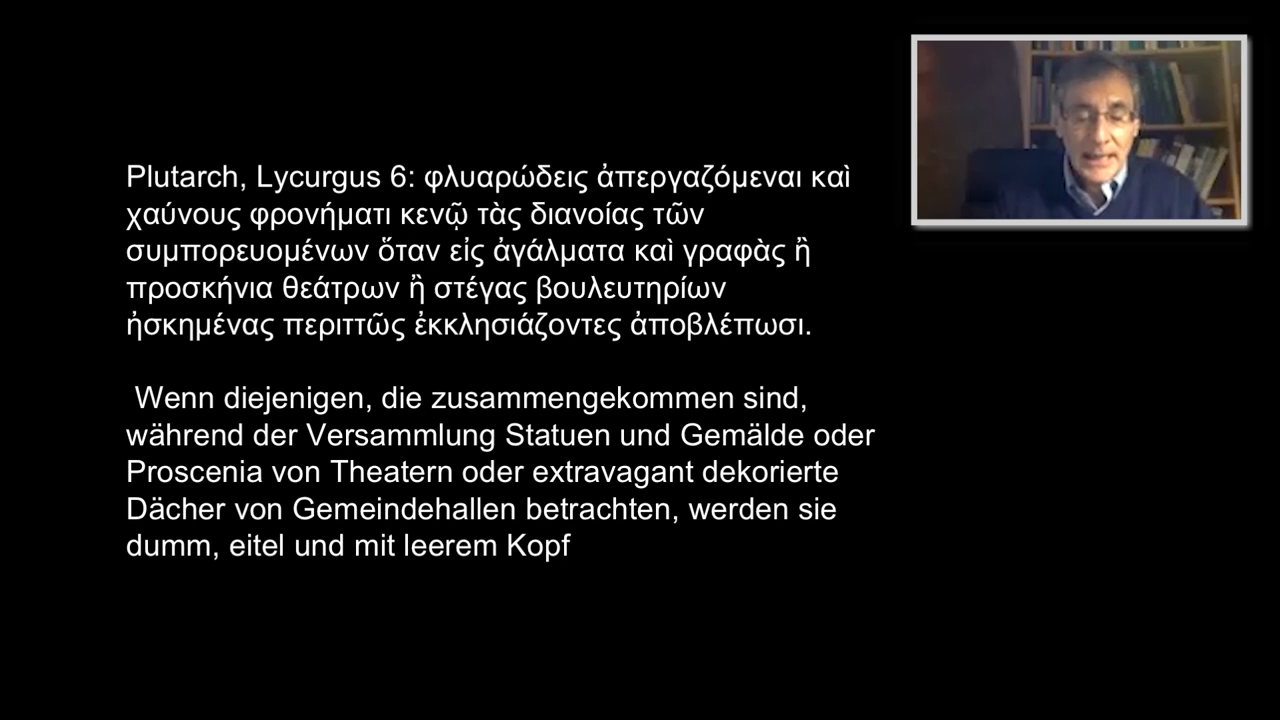 Plutarch, Lycurgus 6: φλυαρώδεις ἀπεργαζόμεναι καὶ
χαύνους φρονήματι κενῷ τὰς διανοίας τῶν
συμπορευομένων ὅταν εἰς ἀγάλματα καὶ γραφὰς ἢ
προσκήνια θεάτρων ἢ στέγας βουλευτηρίων
ἠσκημένας περιττῶς ἐκκλησιάζοντες ἀποβλέπωσι.
Wenn diejenigen, die zusammengekommen sind,
während der Versammlung Statuen und Gemälde oder
Proscenia von Theatern oder extravagant dekorierte
Dächer von Gemeindehallen betrachten, werden sie
dumm, eitel und mit leerem Kopf